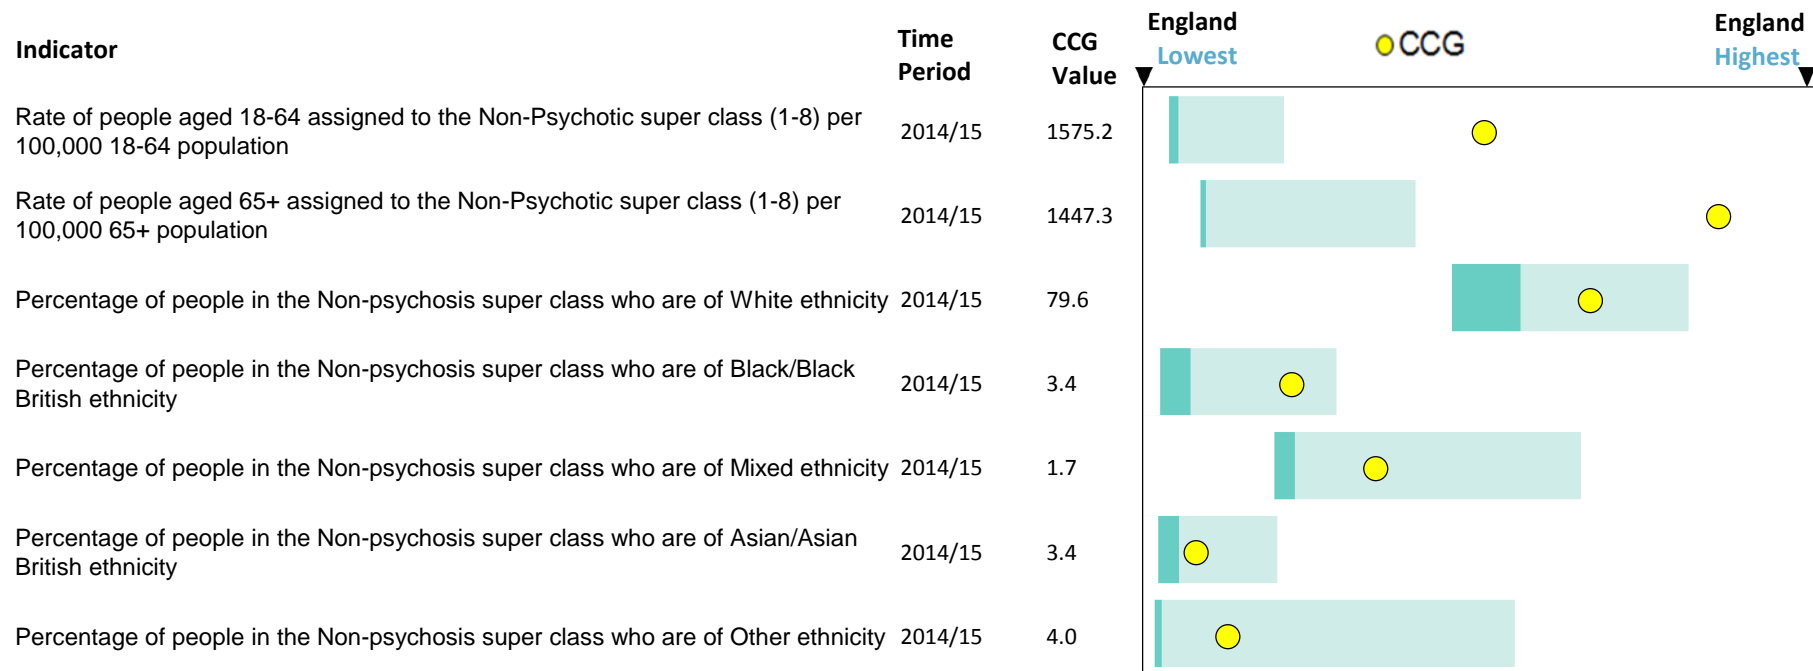 Indicator
Time Period
CCG Value
England Lowest
CCG
England Highest
Rate of people aged 18-64 assigned to the Non-Psychotic super class (1-8) per
100,000 18-64 population
2014/15
1575.2
Rate of people aged 65+ assigned to the Non-Psychotic super class (1-8) per
100,000 65+ population
2014/15
1447.3
Percentage of people in the Non-psychosis super class who are of White ethnicity
2014/15
79.6
Percentage of people in the Non-psychosis super class who are of Black/Black
British ethnicity
2014/15
3.4
Percentage of people in the Non-psychosis super class who are of Mixed ethnicity
2014/15
1.7
Percentage of people in the Non-psychosis super class who are of Asian/Asian
British ethnicity
2014/15
3.4
Percentage of people in the Non-psychosis super class who are of Other ethnicity
2014/15
4.0